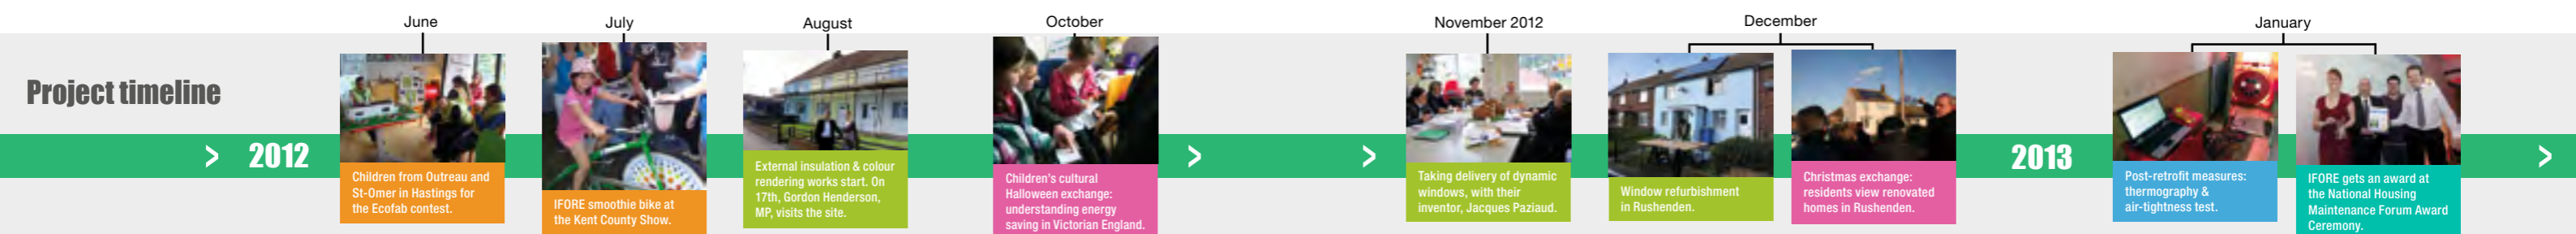 Project timeline
> 2012
June
Children from Outreau and
St-Omer in Hastings for
the Ecofab contest.
July
IFORE smoothie bike at
the Kent County Show.
August
External insulation & colour
rendering works start. On
17th, Gordon Henderson,
MP, visits the site.
October
Children's cultural
Halloween exchange:
understanding energy
saving in Victorian England.
>
>
November 2012
Taking delivery of dynamic
windows, with their
inventor, Jacques Paziaud.
December
Window refurbishment
in Rushenden.
Christmas exchange:
residents view renovated
homes in Rushenden.
2013
January
Post-retrofit measures:
thermography &
air-tightness test.
IFORE gets an award at
the National Housing
Maintenance Forum Award
Ceremony.
>